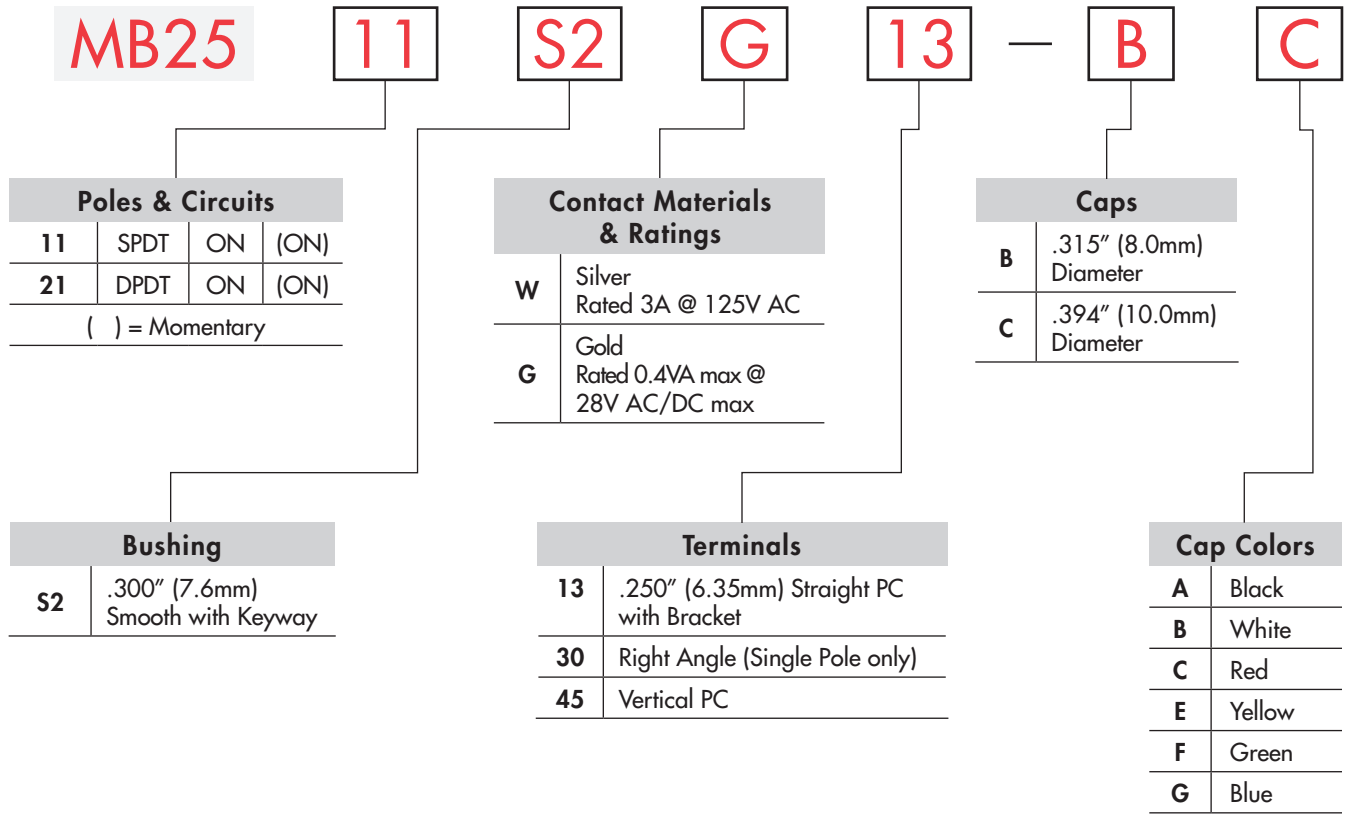 MB25 11 S2 G 13 — B C
Poles & Circuits
11 SPDT ON (ON)
21 DPDT ON (ON)
( ) = Momentary
Contact Materials
& Ratings
W Silver
Rated 3A @ 125V AC
G Gold
Rated 0.4VA max @
28V AC/DC max
Caps
B .315” (8.0mm)
Diameter
C .394” (10.0mm)
Diameter
Bushing
S2 .300” (7.6mm)
Smooth with Keyway
Terminals
13 .250” (6.35mm) Straight PC
with Bracket
30 Right Angle (Single Pole only)
45 Vertical PC
Cap Colors
A Black
B White
C Red
E Yellow
F Green
G Blue